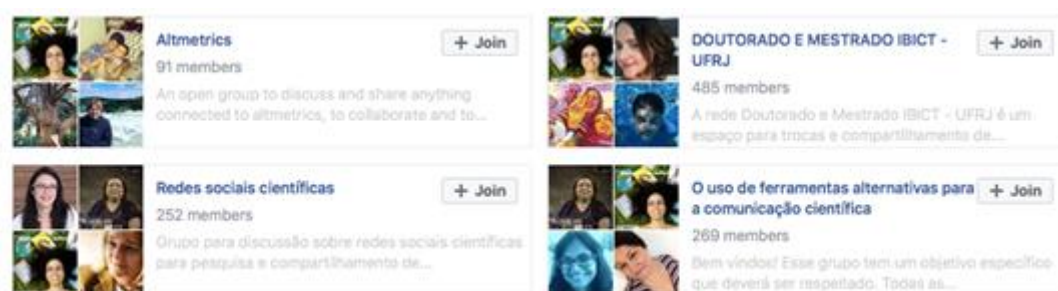 Altmetrics
+ Join
91 members
An open group to discuss and share anything
connected to altmetrics, to collaborate and to...
DOUTORADO E MESTRADO IBICT -
UFRJ
+ Join
485 members
A rede Doutorado e Mestrado IBICT - UFRJ é um
espaço para trocas e compartilhamento de...
Redes sociais científicas
+ Join
252 members
Grupo para discussão sobre redes sociais científicas
para pesquisa e compartilhamento de...
O uso de ferramentas alternativas para
a comunicação científica
+ Join
269 members
Bem vindos! Esse grupo tem um objetivo específico
que deverá ser respeitado. Todas as...